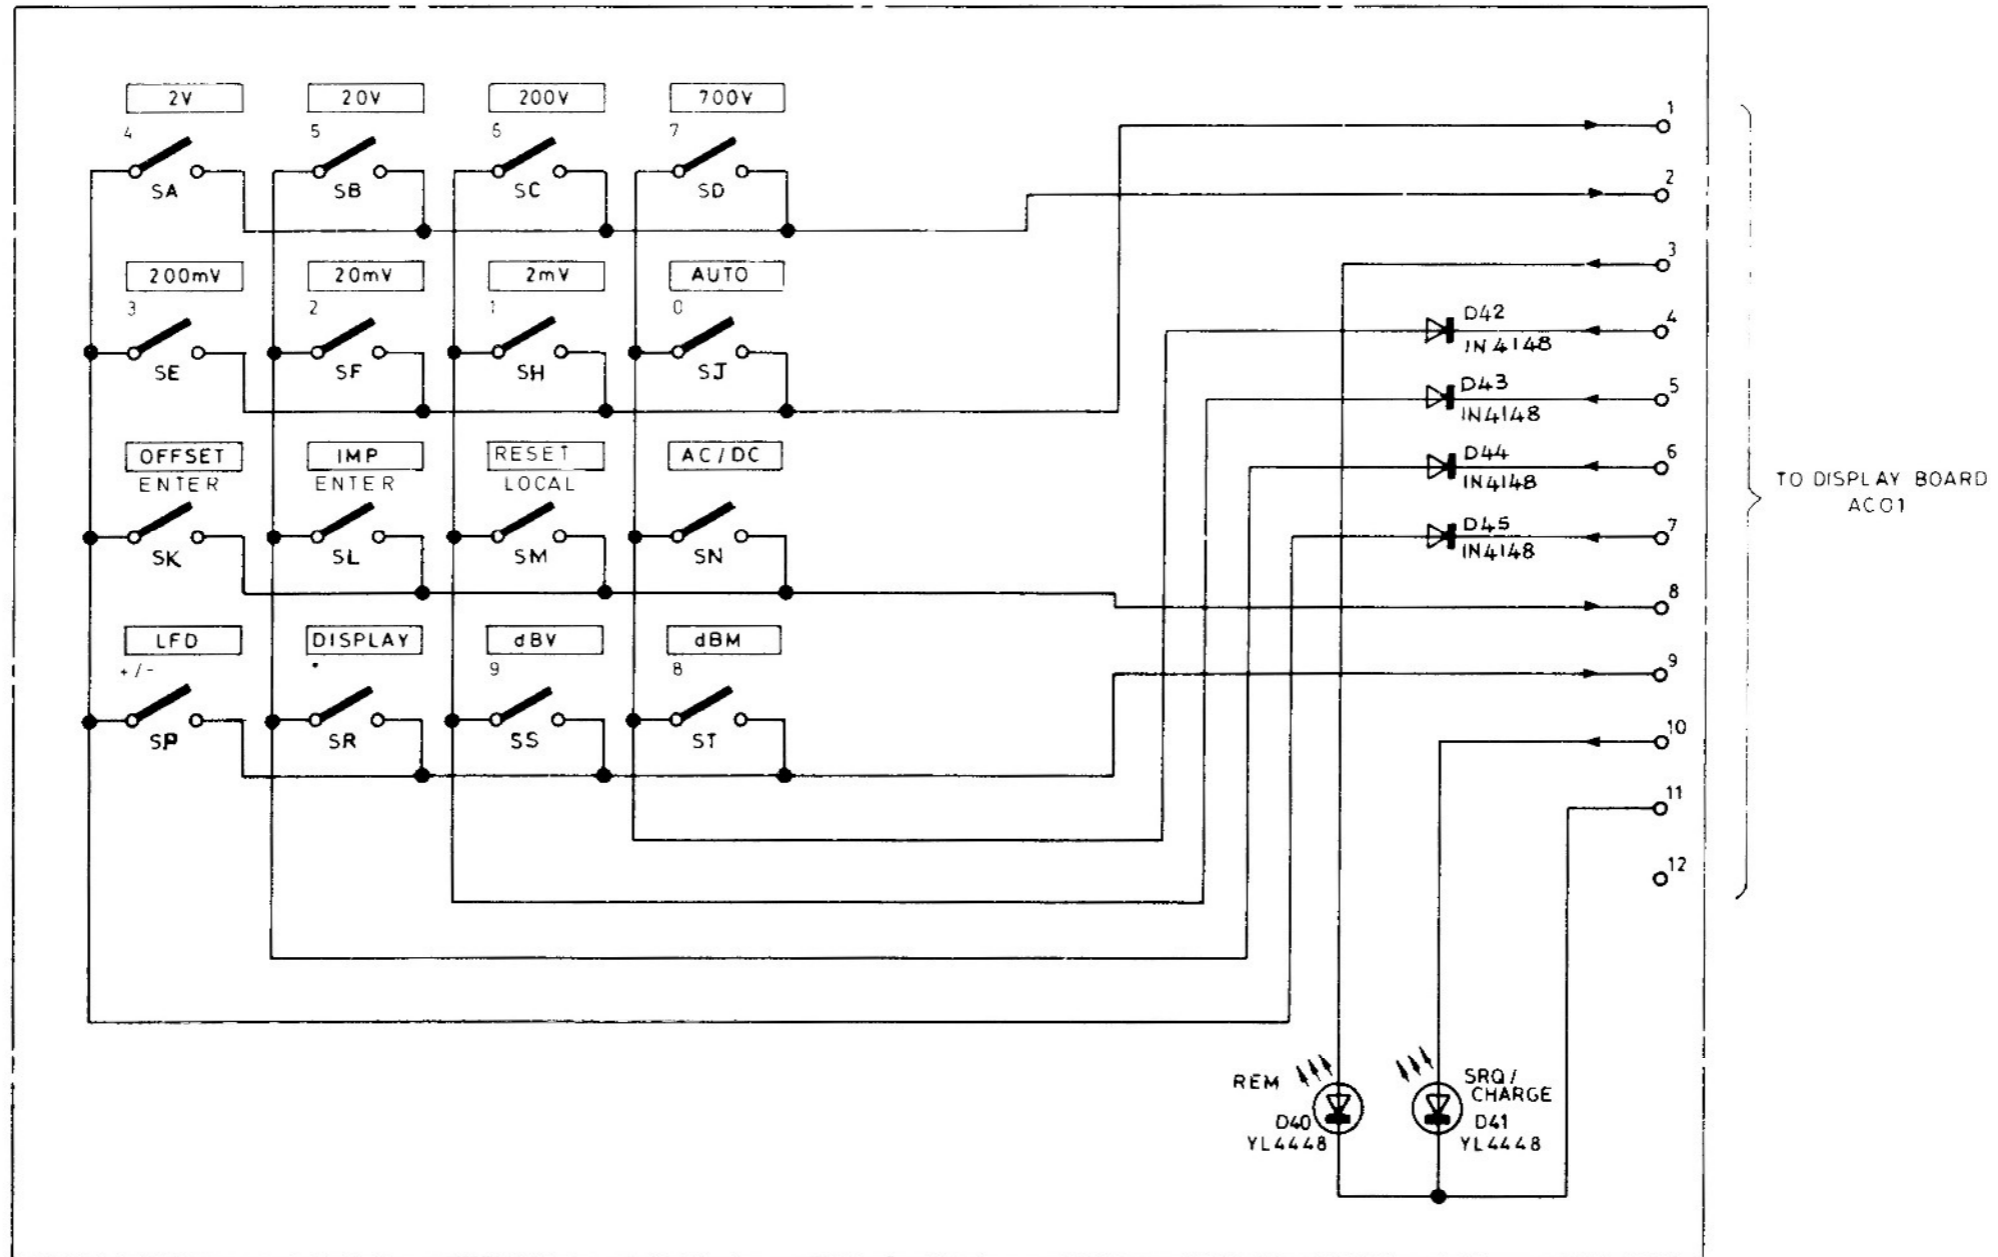 2V 20V 200V 700V
4 5 6 7
SA SB SC SD
200mV 20mV 2mV AUTO
3 2 1 0
SE SF SH SJ
OFFSET IMP RESET AC/DC
ENTER ENTER LOCAL
SK SL SM SN
LFD DISPLAY dBV dBM
+/- • 9 8
SP SR SS ST
1
2
3
D42 4
IN4148
D43 5
IN4148
D44 6
IN4148
D45 7
IN4148
8
9
10
11
12
TO DISPLAY BOARD
AC01
REM
D40
YL4448
SRQ/
CHARGE
D41
YL4448